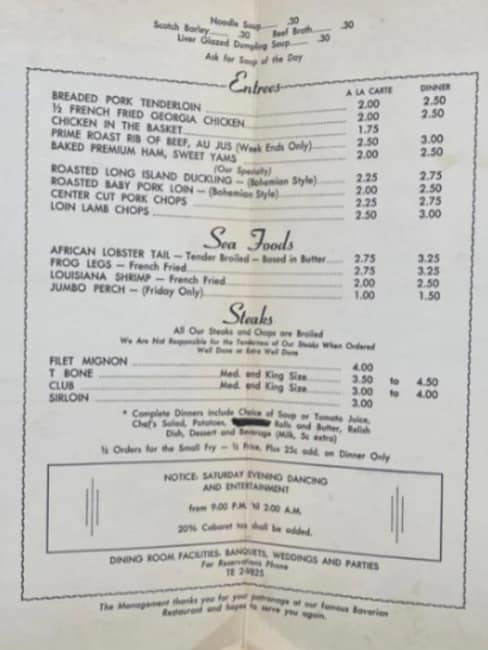 Noodle Soup .30
Scotch Barley .30 Beef Broth .30
Liver Glazed Dumpling Soup .30
Ask for Soup of the Day
Entrees
A LA CARTE DINNER
BREADED PORK TENDERLOIN 2.00 2.50
½ FRENCH FRIED GEORGIA CHICKEN 2.00 2.50
CHICKEN IN THE BASKET 1.75
PRIME ROAST RIB OF BEEF, AU JUS (Week Ends Only) 2.50 3.00
BAKED PREMIUM HAM, SWEET YAMS 2.00 2.50
(Our Specialty)
ROASTED LONG ISLAND DUCKLING — (Bohemian Style) 2.25 2.75
ROASTED BABY PORK LOIN — (Bohemian Style) 2.00 2.50
CENTER CUT PORK CHOPS 2.25 2.75
LOIN LAMB CHOPS 2.50 3.00
Sea Foods
AFRICAN LOBSTER TAIL — Tender Broiled — Basted in Butter 2.75 3.25
FROG LEGS — French Fried 2.75 3.25
LOUISIANA SHRIMP — French Fried 2.00 2.50
JUMBO PERCH — (Friday Only) 1.00 1.50
Steaks
All Our Steaks and Chops are Broiled
We Are Not Responsible for the Tenderness of Our Steaks When Ordered
Well Done or Extra Well Done
FILET MIGNON 4.00
T BONE Med. and King Size 3.50 to 4.50
CLUB Med. and King Size 3.00 to 4.00
SIRLOIN 3.00
* Complete Dinners include Choice of Soup or Tomato Juice,
Chef's Salad, Potatoes, Rolls and Butter, Relish
Dish, Dessert and Beverage (Milk, 5c extra)
½ Orders for the Small Fry — ½ Price, Plus 25c add. on Dinner Only
NOTICE: SATURDAY EVENING DANCING
AND ENTERTAINMENT
from 9:00 P.M. 'til 2:00 A.M.
20% Cabaret tax shall be added.
DINING ROOM FACILITIES: BANQUETS, WEDDINGS AND PARTIES
For Reservations Phone
TE 2-9825
The Management thanks you for your patronage at our famous Bavarian
Restaurant and hopes to serve you again.